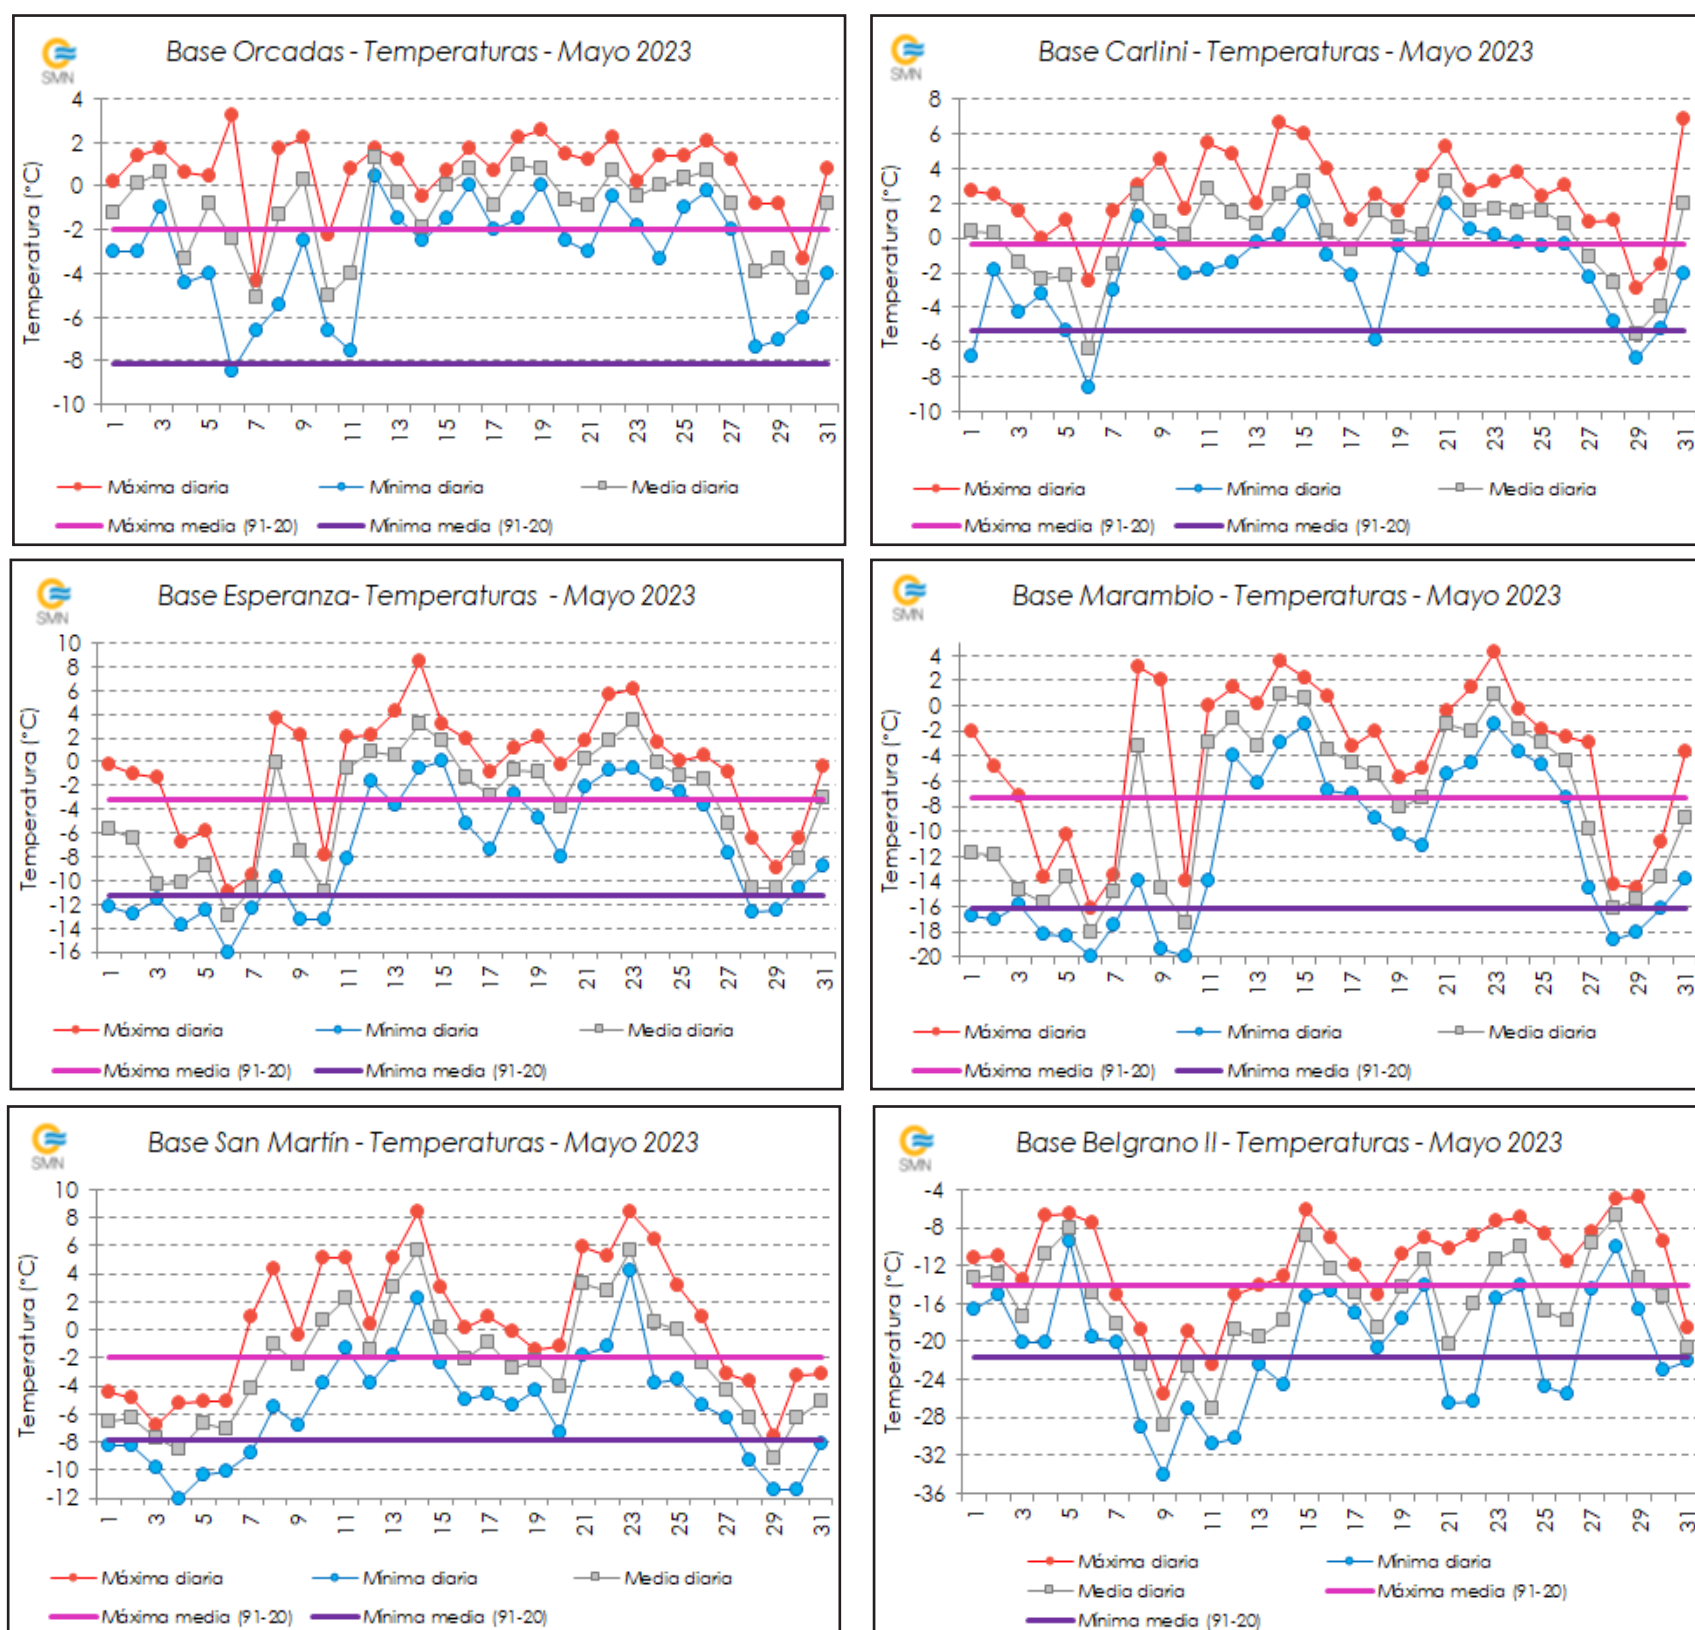 SMN
Base Orcadas - Temperaturas - Mayo 2023
Temperatura (°C)
4
2
0
-2
-4
-6
-8
-10
1 3 5 7 9 11 13 15 17 19 21 23 25 27 29 31
Máxima diaria Mínima diaria Media diaria
Máxima media (91-20) Mínima media (91-20)
SMN
Base Carlini - Temperaturas - Mayo 2023
Temperatura (°C)
8
6
4
2
0
-2
-4
-6
-8
-10
1 3 5 7 9 11 13 15 17 19 21 23 25 27 29 31
Máxima diaria Mínima diaria Media diaria
Máxima media (91-20) Mínima media (91-20)
SMN
Base Esperanza- Temperaturas - Mayo 2023
Temperatura (°C)
10
8
6
4
2
0
-2
-4
-6
-8
-10
-12
-14
-16
1 3 5 7 9 11 13 15 17 19 21 23 25 27 29 31
Máxima diaria Mínima diaria Media diaria
Máxima media (91-20) Mínima media (91-20)
SMN
Base Marambio - Temperaturas - Mayo 2023
Temperatura (°C)
4
2
0
-2
-4
-6
-8
-10
-12
-14
-16
-18
-20
1 3 5 7 9 11 13 15 17 19 21 23 25 27 29 31
Máxima diaria Mínima diaria Media diaria
Máxima media (91-20) Mínima media (91-20)
SMN
Base San Martín - Temperaturas - Mayo 2023
Temperatura (°C)
10
8
6
4
2
0
-2
-4
-6
-8
-10
-12
1 3 5 7 9 11 13 15 17 19 21 23 25 27 29 31
Máxima diaria Mínima diaria Media diaria
Máxima media (91-20) Mínima media (91-20)
SMN
Base Belgrano II - Temperaturas - Mayo 2023
Temperatura (°C)
-4
-8
-12
-16
-20
-24
-28
-32
-36
1 3 5 7 9 11 13 15 17 19 21 23 25 27 29 31
Máxima diaria Mínima diaria
Media diaria Máxima media (91-20)
Mínima media (91-20)